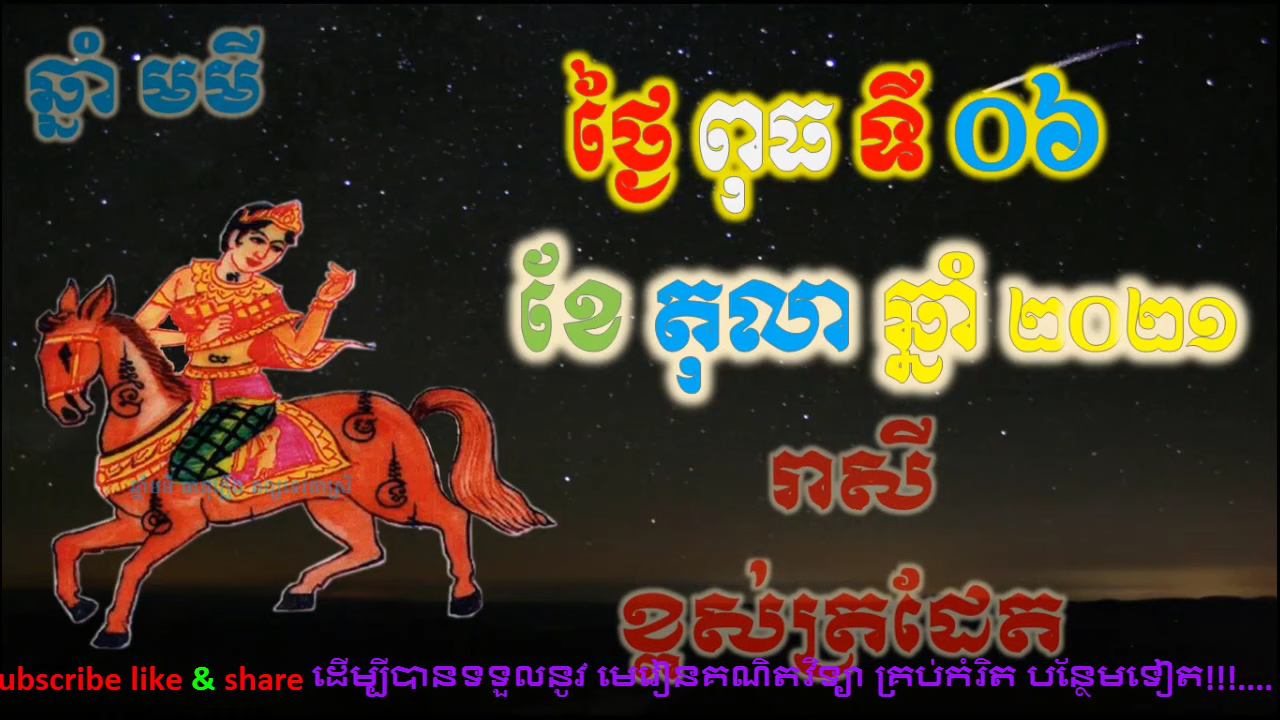 ឆ្នាំ មមី
ថ្ងៃ ពុធ ទី ០៦
ខែ តុលា ឆ្នាំ ២០២១
រាសី
ខ្ពស់ត្រដែត
ubscribe like & share ដើម្បីបានទទួលនូវ មេរៀនគណិតវិទ្យា គ្រប់កំរិត បន្ថែមទៀត!!!....